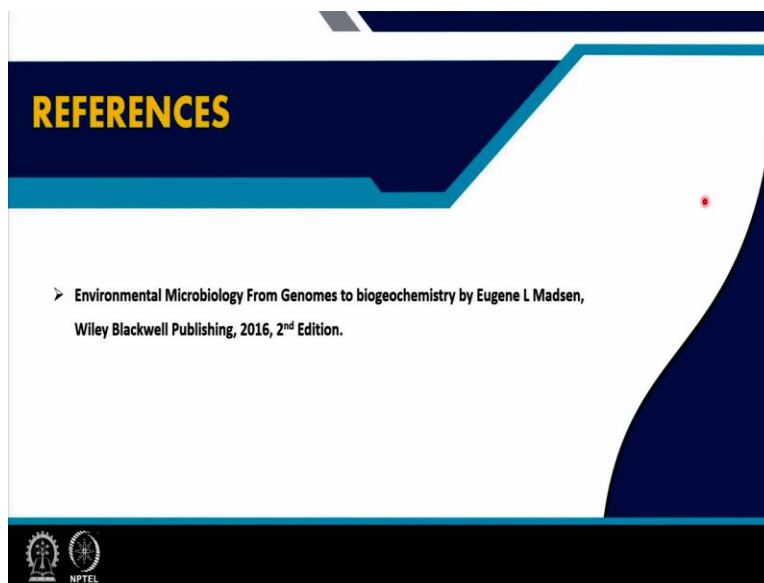 REFERENCES
➢ Environmental Microbiology From Genomes to biogeochemistry by Eugene L Madsen,
Wiley Blackwell Publishing, 2016, 2nd Edition.
NPTEL